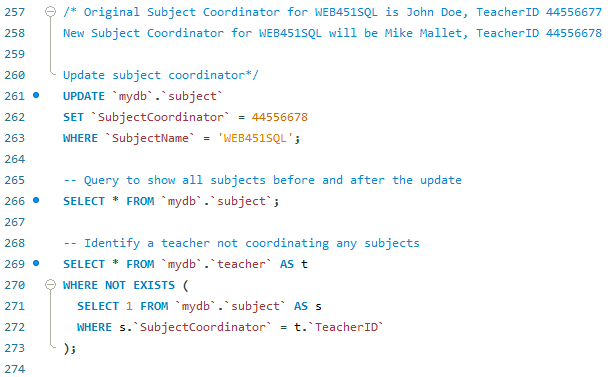 257 /* Original Subject Coordinator for WEB451SQL is John Doe, TeacherID 44556677
258 New Subject Coordinator for WEB451SQL will be Mike Mallet, TeacherID 44556678
259
260 Update subject coordinator*/
261 UPDATE `mydb`.`subject`
262 SET `SubjectCoordinator` = 44556678
263 WHERE `SubjectName` = 'WEB451SQL';
264
265 -- Query to show all subjects before and after the update
266 SELECT * FROM `mydb`.`subject`;
267
268 -- Identify a teacher not coordinating any subjects
269 SELECT * FROM `mydb`.`teacher` AS t
270 WHERE NOT EXISTS (
271 SELECT 1 FROM `mydb`.`subject` AS s
272 WHERE s.`SubjectCoordinator` = t.`TeacherID`
273 );
274